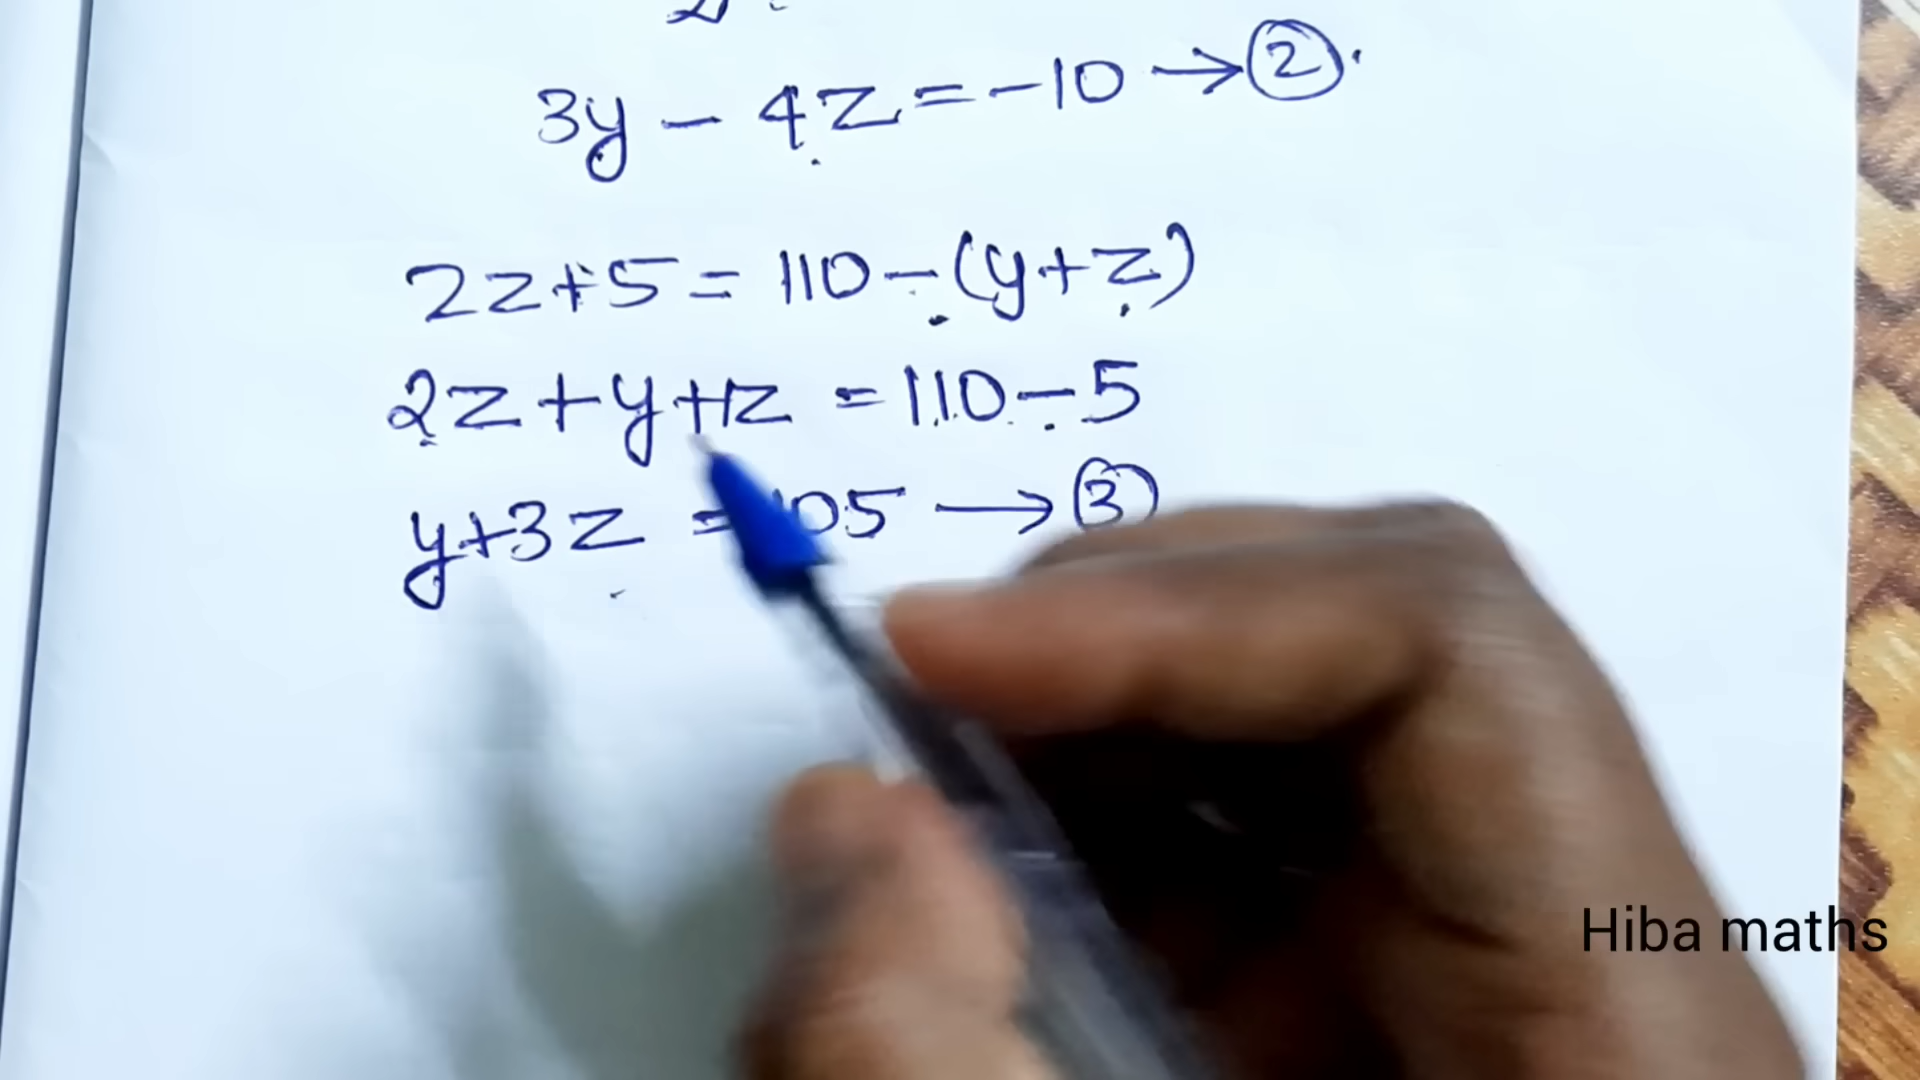 3y - 4z = -10 → ②.
2z+5 = 110 - (y+z)
2z + y + z = 110 - 5
y+3z = 105 → ③
Hiba maths